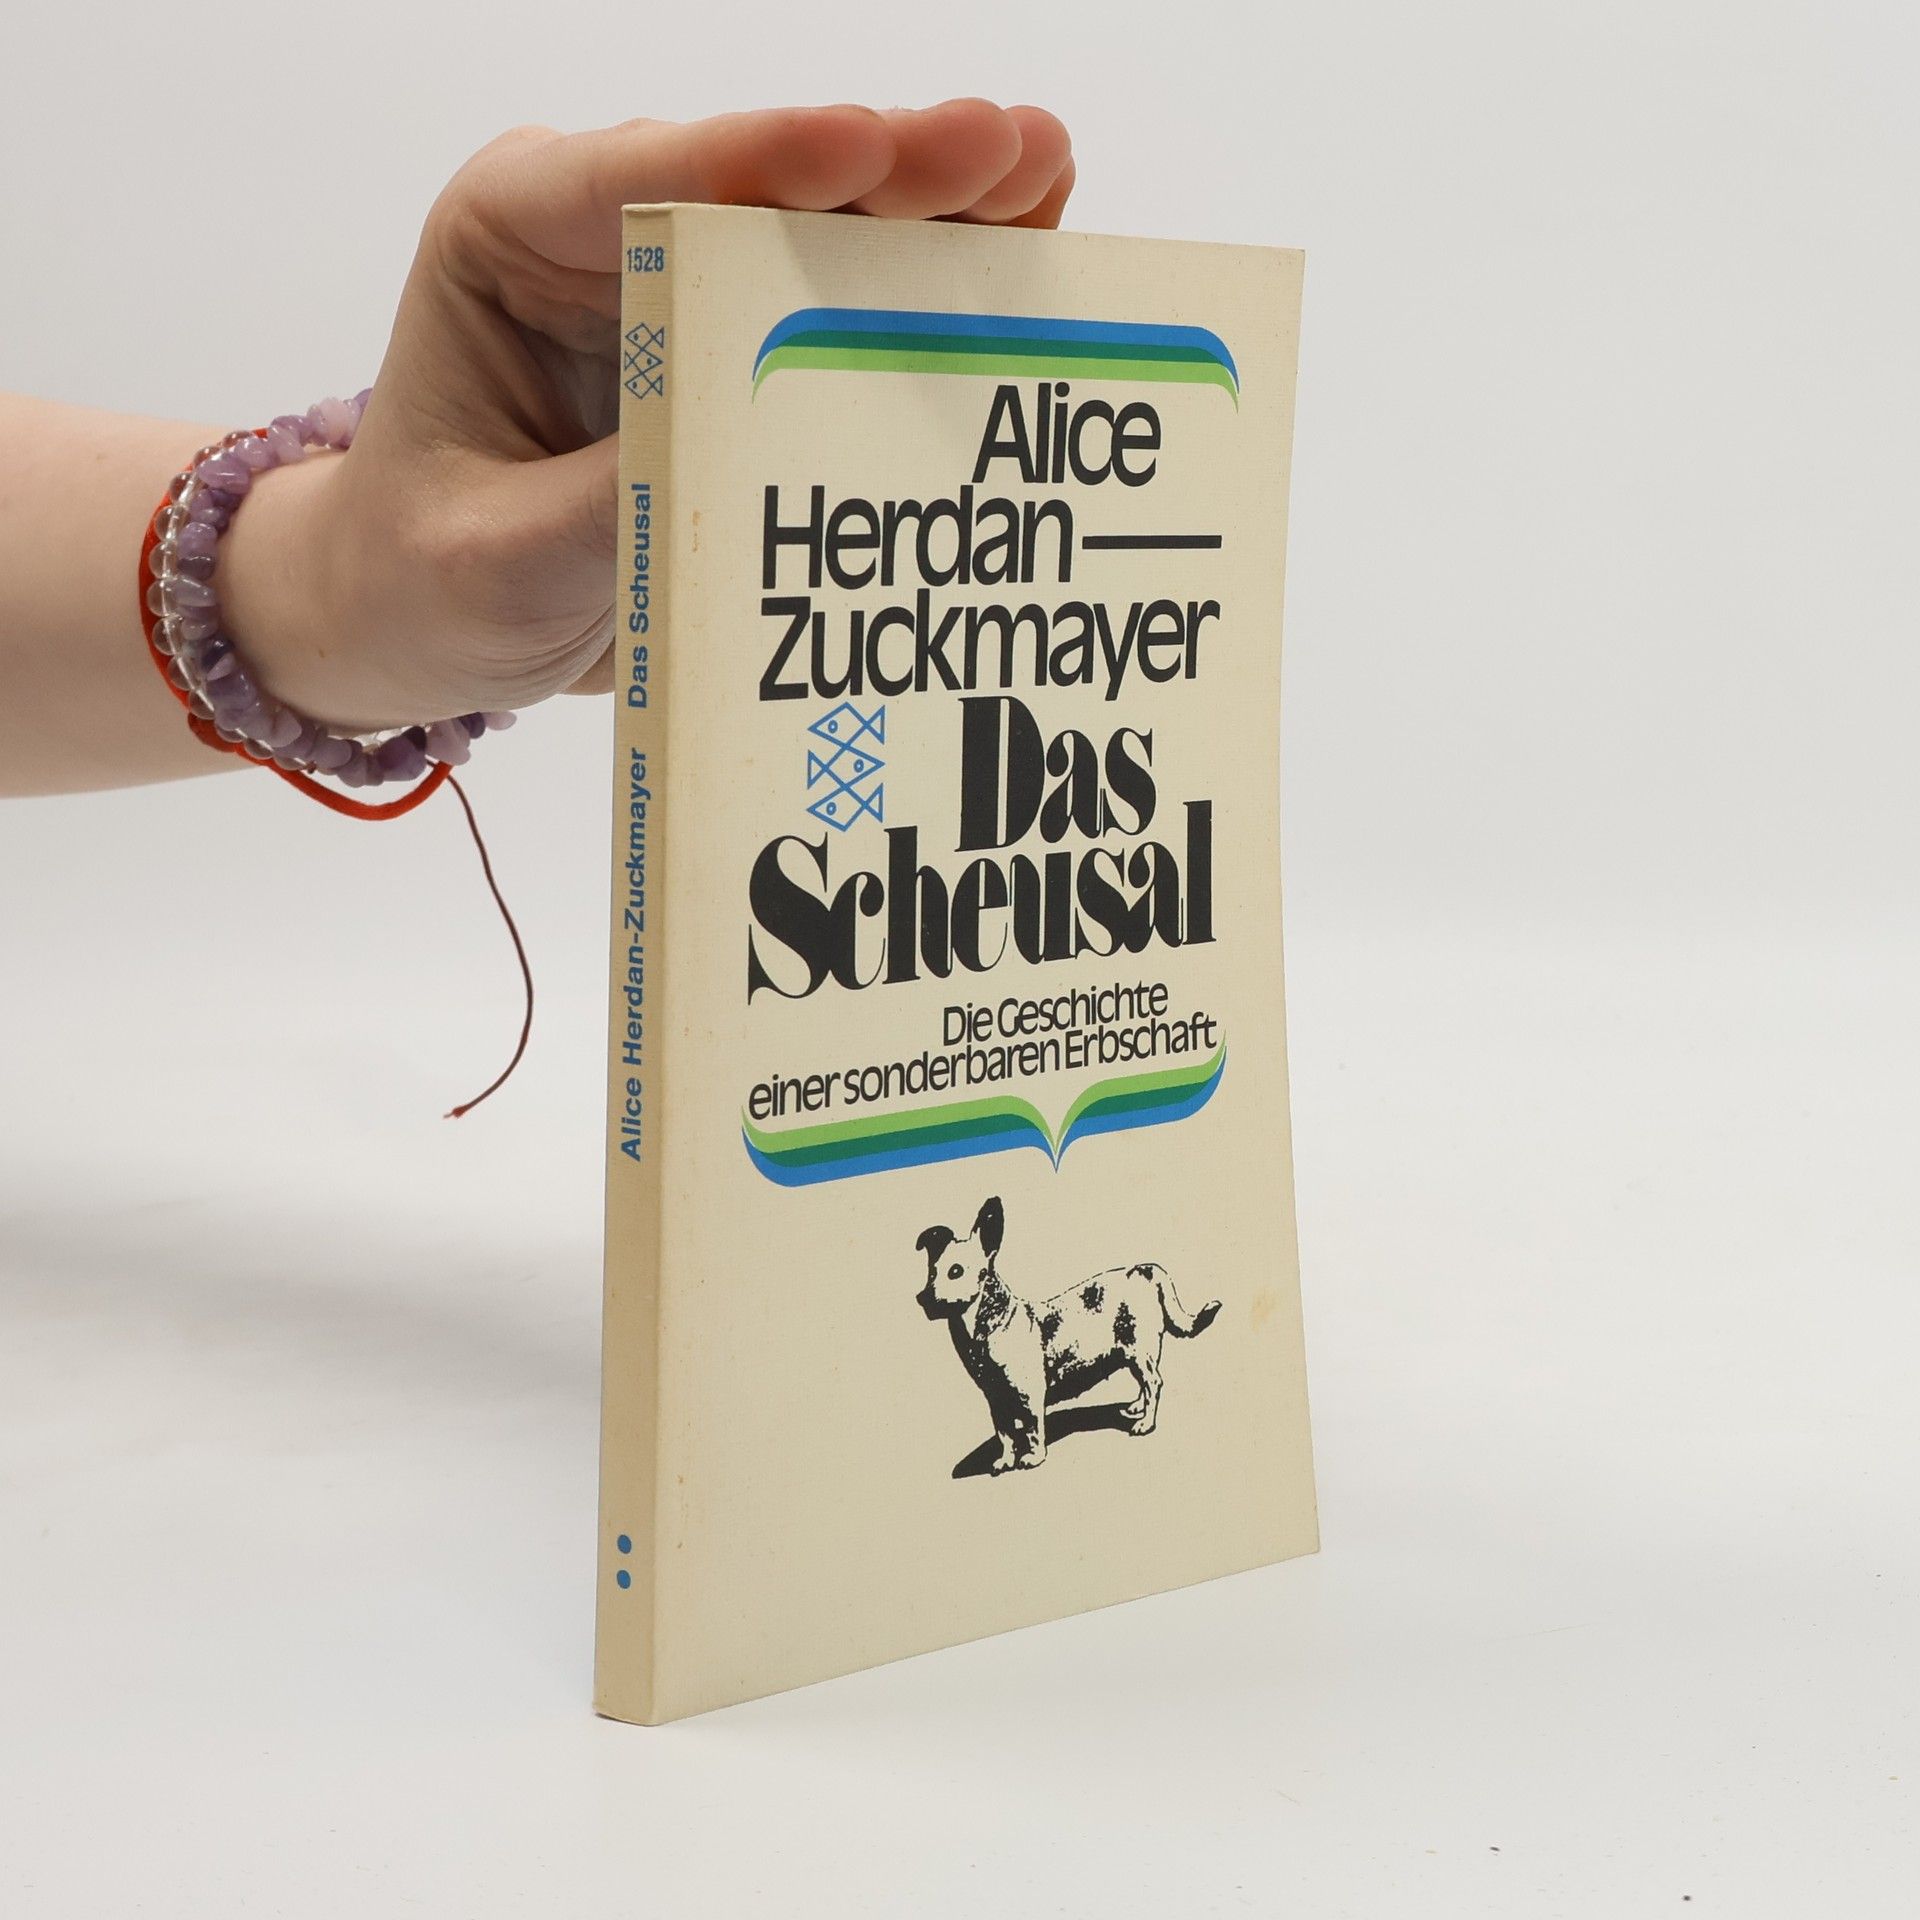 1528
Alice Herdan-Zuckmayer Das Scheusal
Alice
Herdan—
Zuckmayer
Das
Scheusal
Die Geschichte
einer sonderbaren Erbschaft